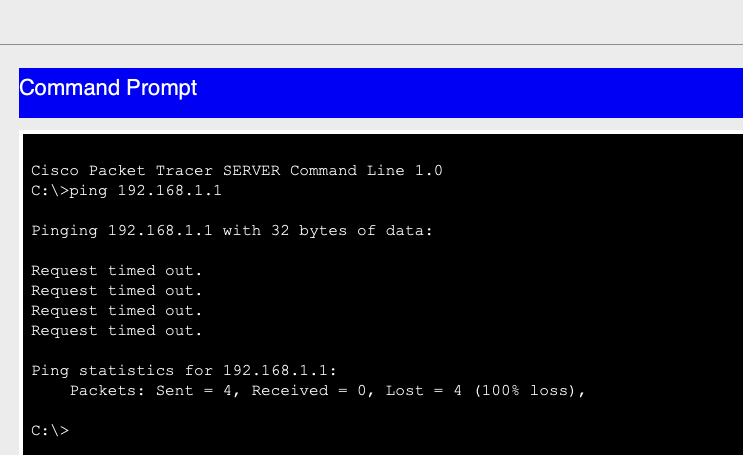 Command Prompt
Cisco Packet Tracer SERVER Command Line 1.0
C:\>ping 192.168.1.1
Pinging 192.168.1.1 with 32 bytes of data:
Request timed out.
Request timed out.
Request timed out.
Request timed out.
Ping statistics for 192.168.1.1:
    Packets: Sent = 4, Received = 0, Lost = 4 (100% loss),
C:\>